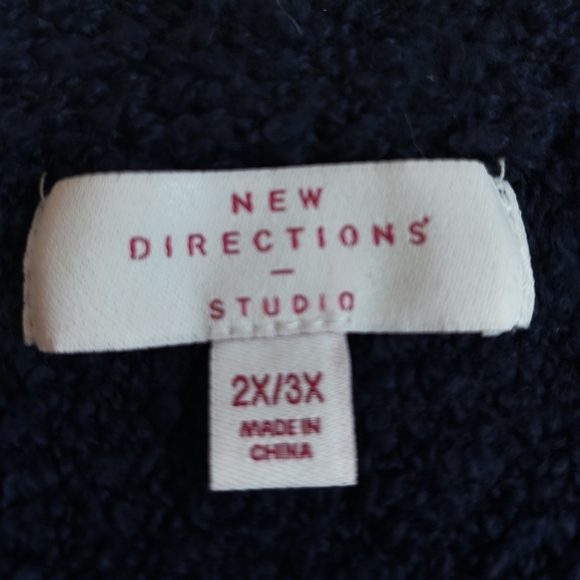 NEW
DIRECTIONS
—
STUDIO
2X/3X
MADE IN
CHINA